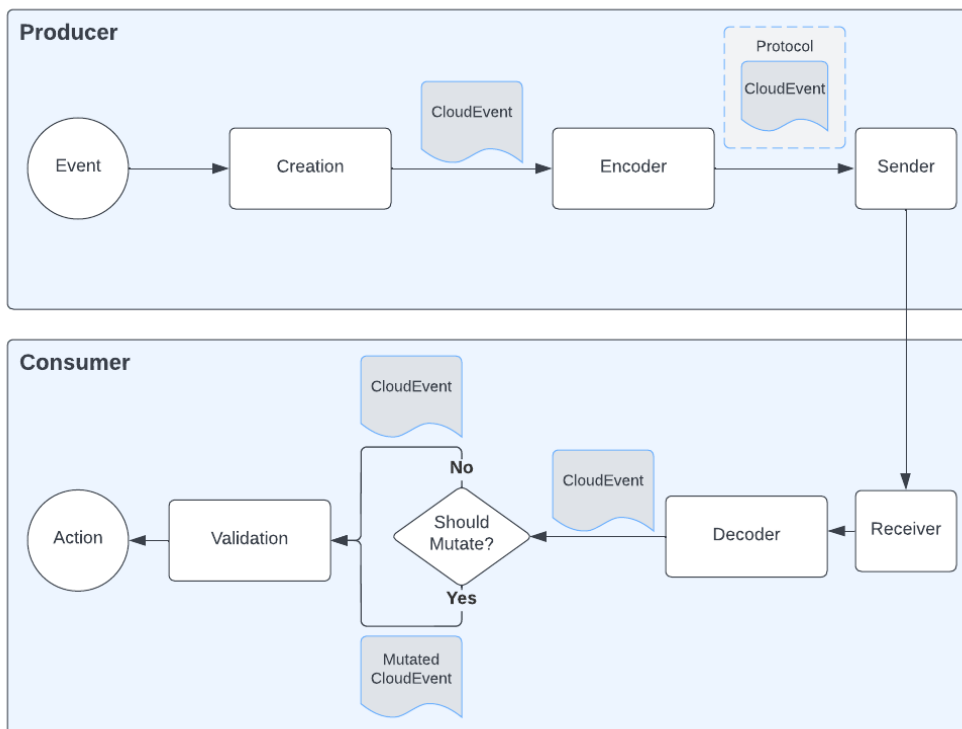 Producer
Protocol
CloudEvent
CloudEvent
Event
Creation
Encoder
Sender
Consumer
CloudEvent
No
CloudEvent
Action
Validation
Should
Mutate?
Decoder
Receiver
Yes
Mutated
CloudEvent